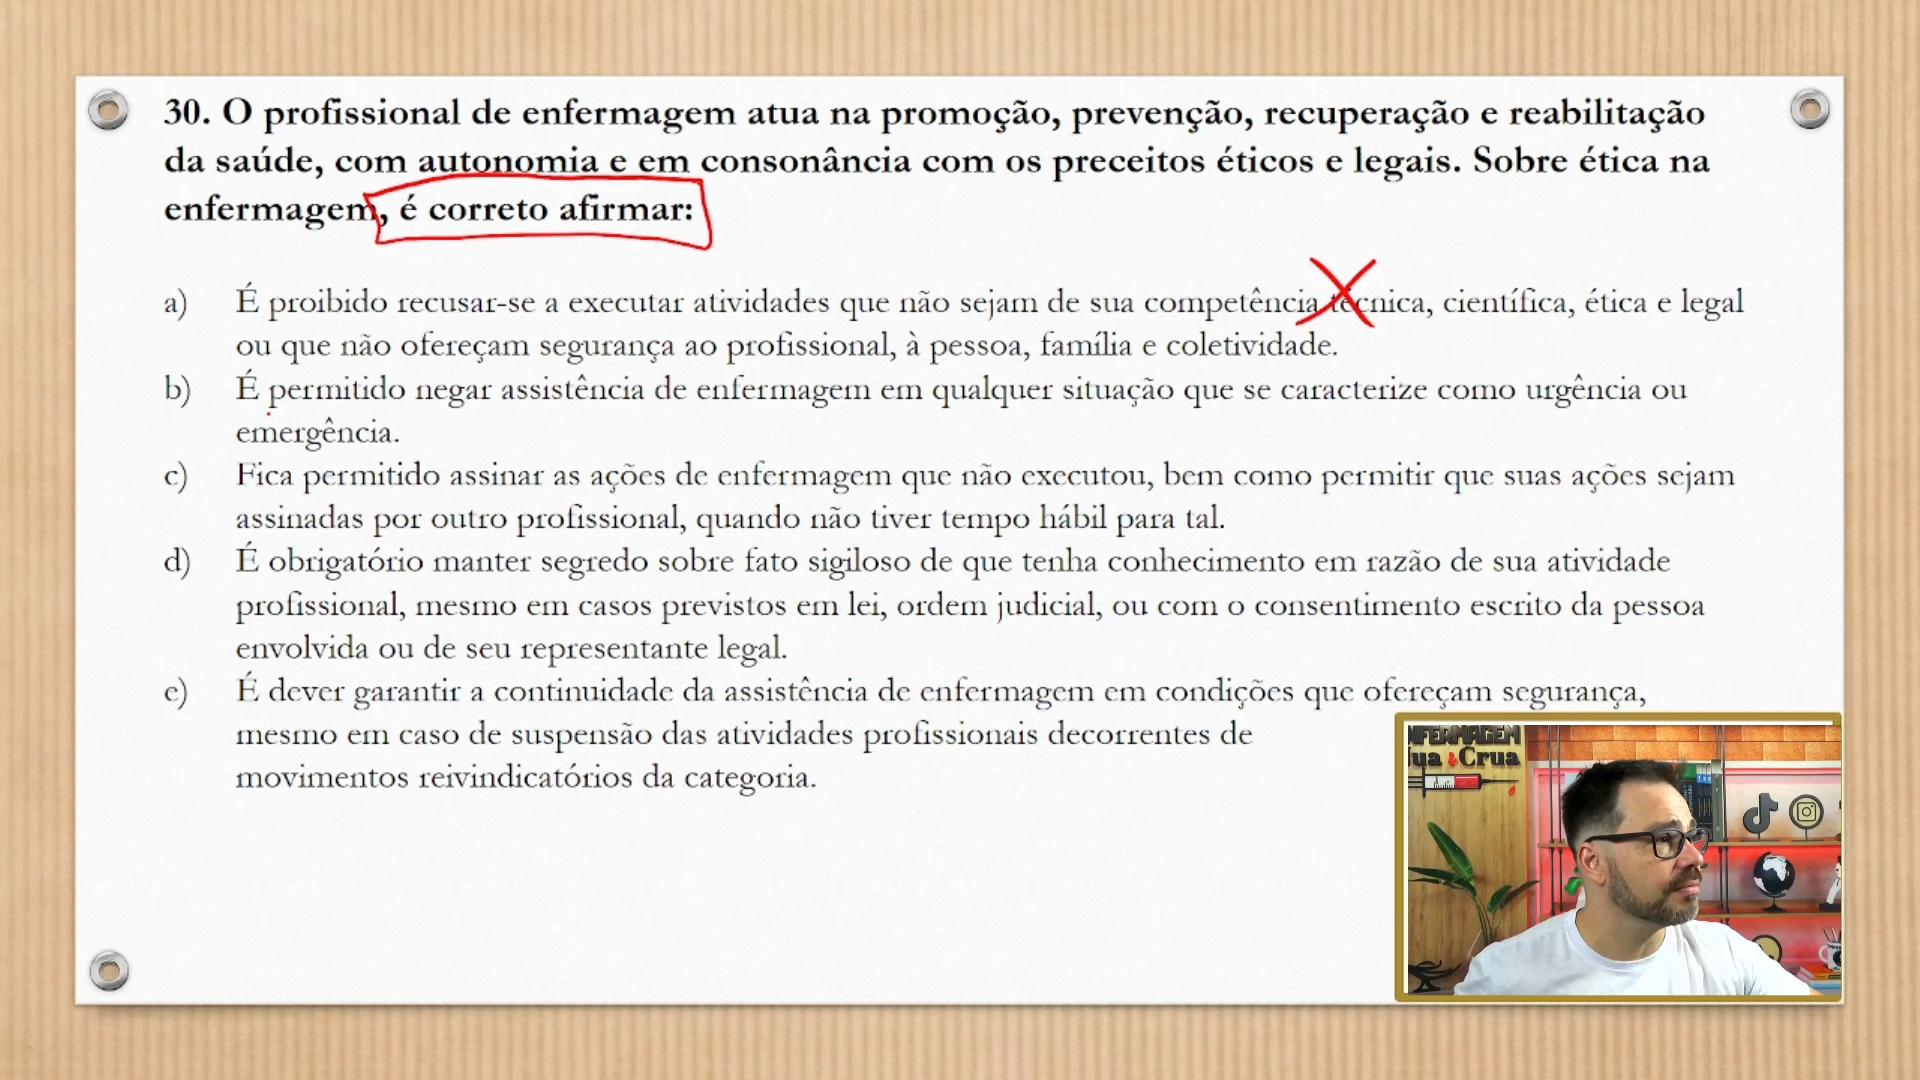 30. O profissional de enfermagem atua na promoção, prevenção, recuperação e reabilitação
da saúde, com autonomia e em consonância com os preceitos éticos e legais. Sobre ética na
enfermagem, é correto afirmar:
a) É proibido recusar-se a executar atividades que não sejam de sua competência técnica, científica, ética e legal
ou que não ofereçam segurança ao profissional, à pessoa, família e coletividade.
b) É permitido negar assistência de enfermagem em qualquer situação que se caracterize como urgência ou
emergência.
c) Fica permitido assinar as ações de enfermagem que não executou, bem como permitir que suas ações sejam
assinadas por outro profissional, quando não tiver tempo hábil para tal.
d) É obrigatório manter segredo sobre fato sigiloso de que tenha conhecimento em razão de sua atividade
profissional, mesmo em casos previstos em lei, ordem judicial, ou com o consentimento escrito da pessoa
envolvida ou de seu representante legal.
e) É dever garantir a continuidade da assistência de enfermagem em condições que ofereçam segurança,
mesmo em caso de suspensão das atividades profissionais decorrentes de
movimentos reivindicatórios da categoria.
NFERMAGEM
ua & Crua